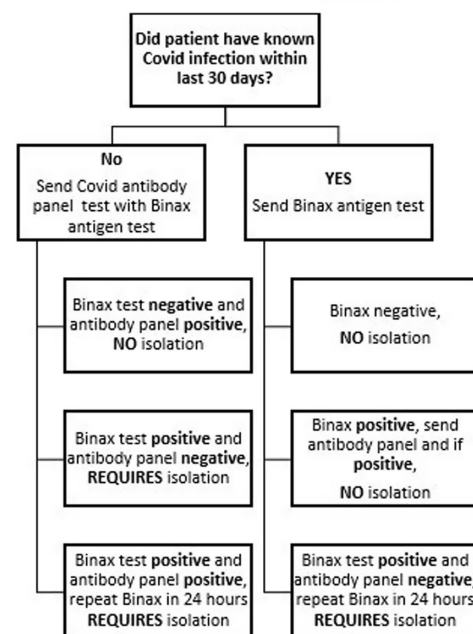 Did patient have known
Covid infection within
last 30 days?
No
Send Covid antibody
panel test with Binax
antigen test
YES
Send Binax antigen test
Binax test negative and
antibody panel positive,
NO isolation
Binax test positive and
antibody panel negative,
REQUIRES isolation
Binax test positive and
antibody panel positive,
repeat Binax in 24 hours
REQUIRES isolation
Binax negative,
NO isolation
Binax positive, send
antibody panel and if
positive,
NO isolation
Binax test positive and
antibody panel negative,
repeat Binax in 24 hours
REQUIRES isolation